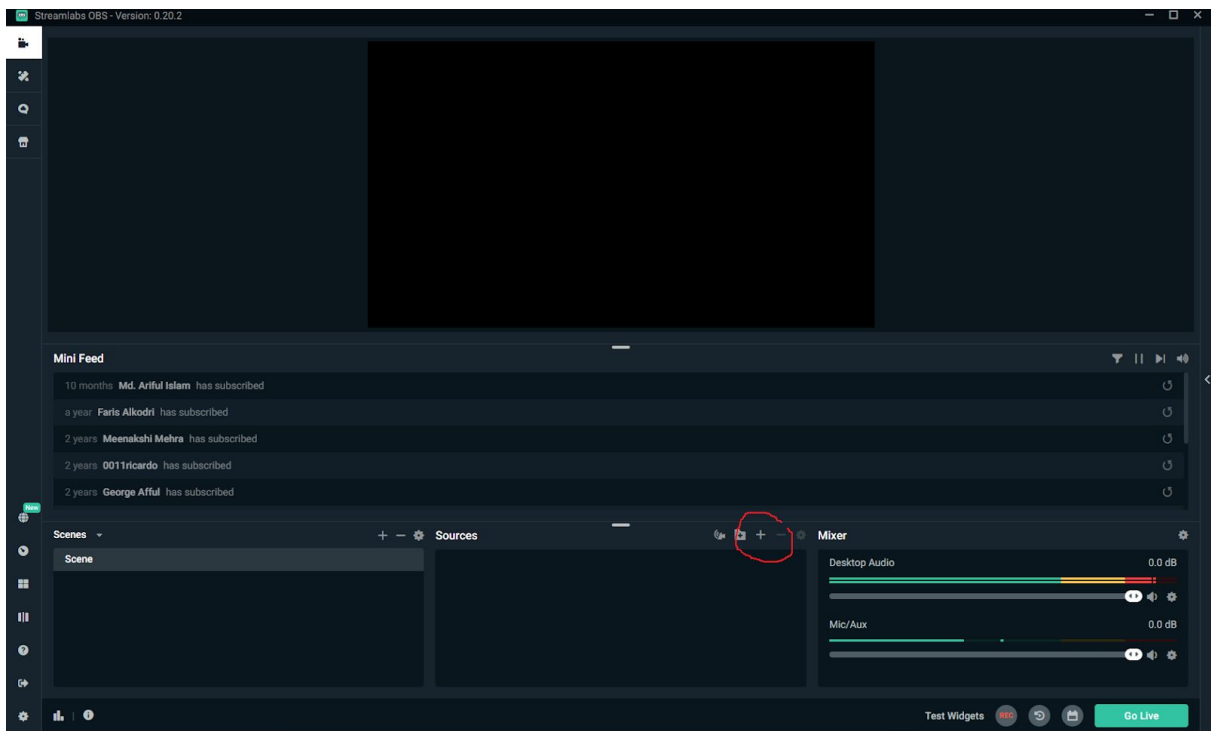 Streamlabs OBS - Version: 0.20.2
Mini Feed
10 months Md. Ariful Islam has subscribed
a year Faris Alkodri has subscribed
2 years Meenakshi Mehra has subscribed
2 years 0011ricardo has subscribed
2 years George Afful has subscribed
New
Scenes
Sources
Mixer
Scene
Desktop Audio 0.0 dB
Mic/Aux 0.0 dB
Test Widgets REC Go Live